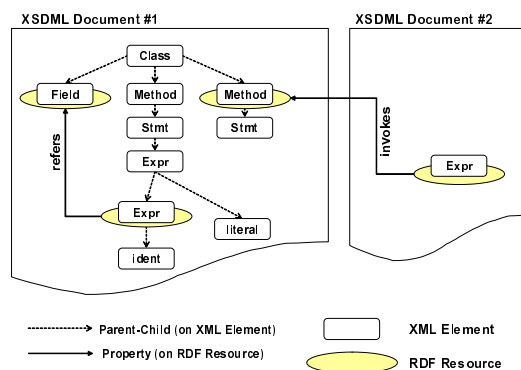 XSDML Document #1
XSDML Document #2
Class
Field
Method
Method
Stmt
Stmt
refers
invokes
Expr
Expr
Expr
literal
ident
Parent-Child (on XML Element)
XML Element
Property (on RDF Resource)
RDF Resource